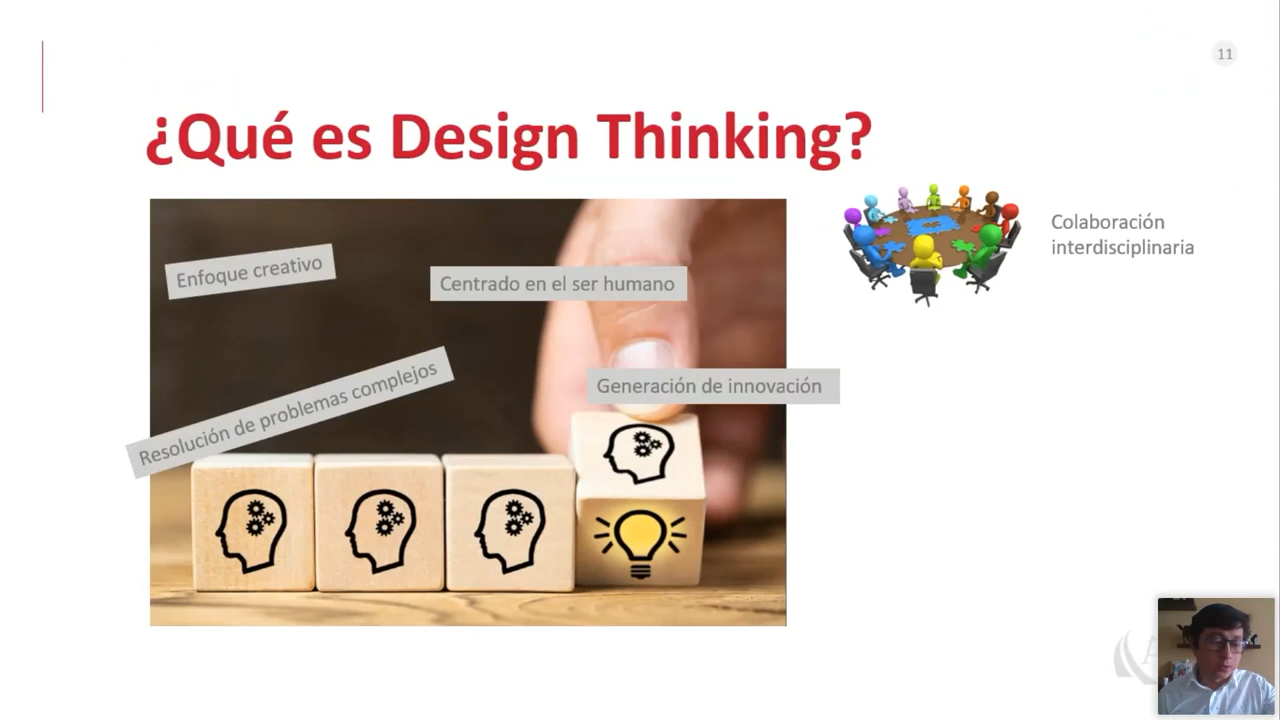 11
¿Qué es Design Thinking?
Enfoque creativo
Centrado en el ser humano
Resolución de problemas complejos
Generación de innovación
Colaboración
interdisciplinaria